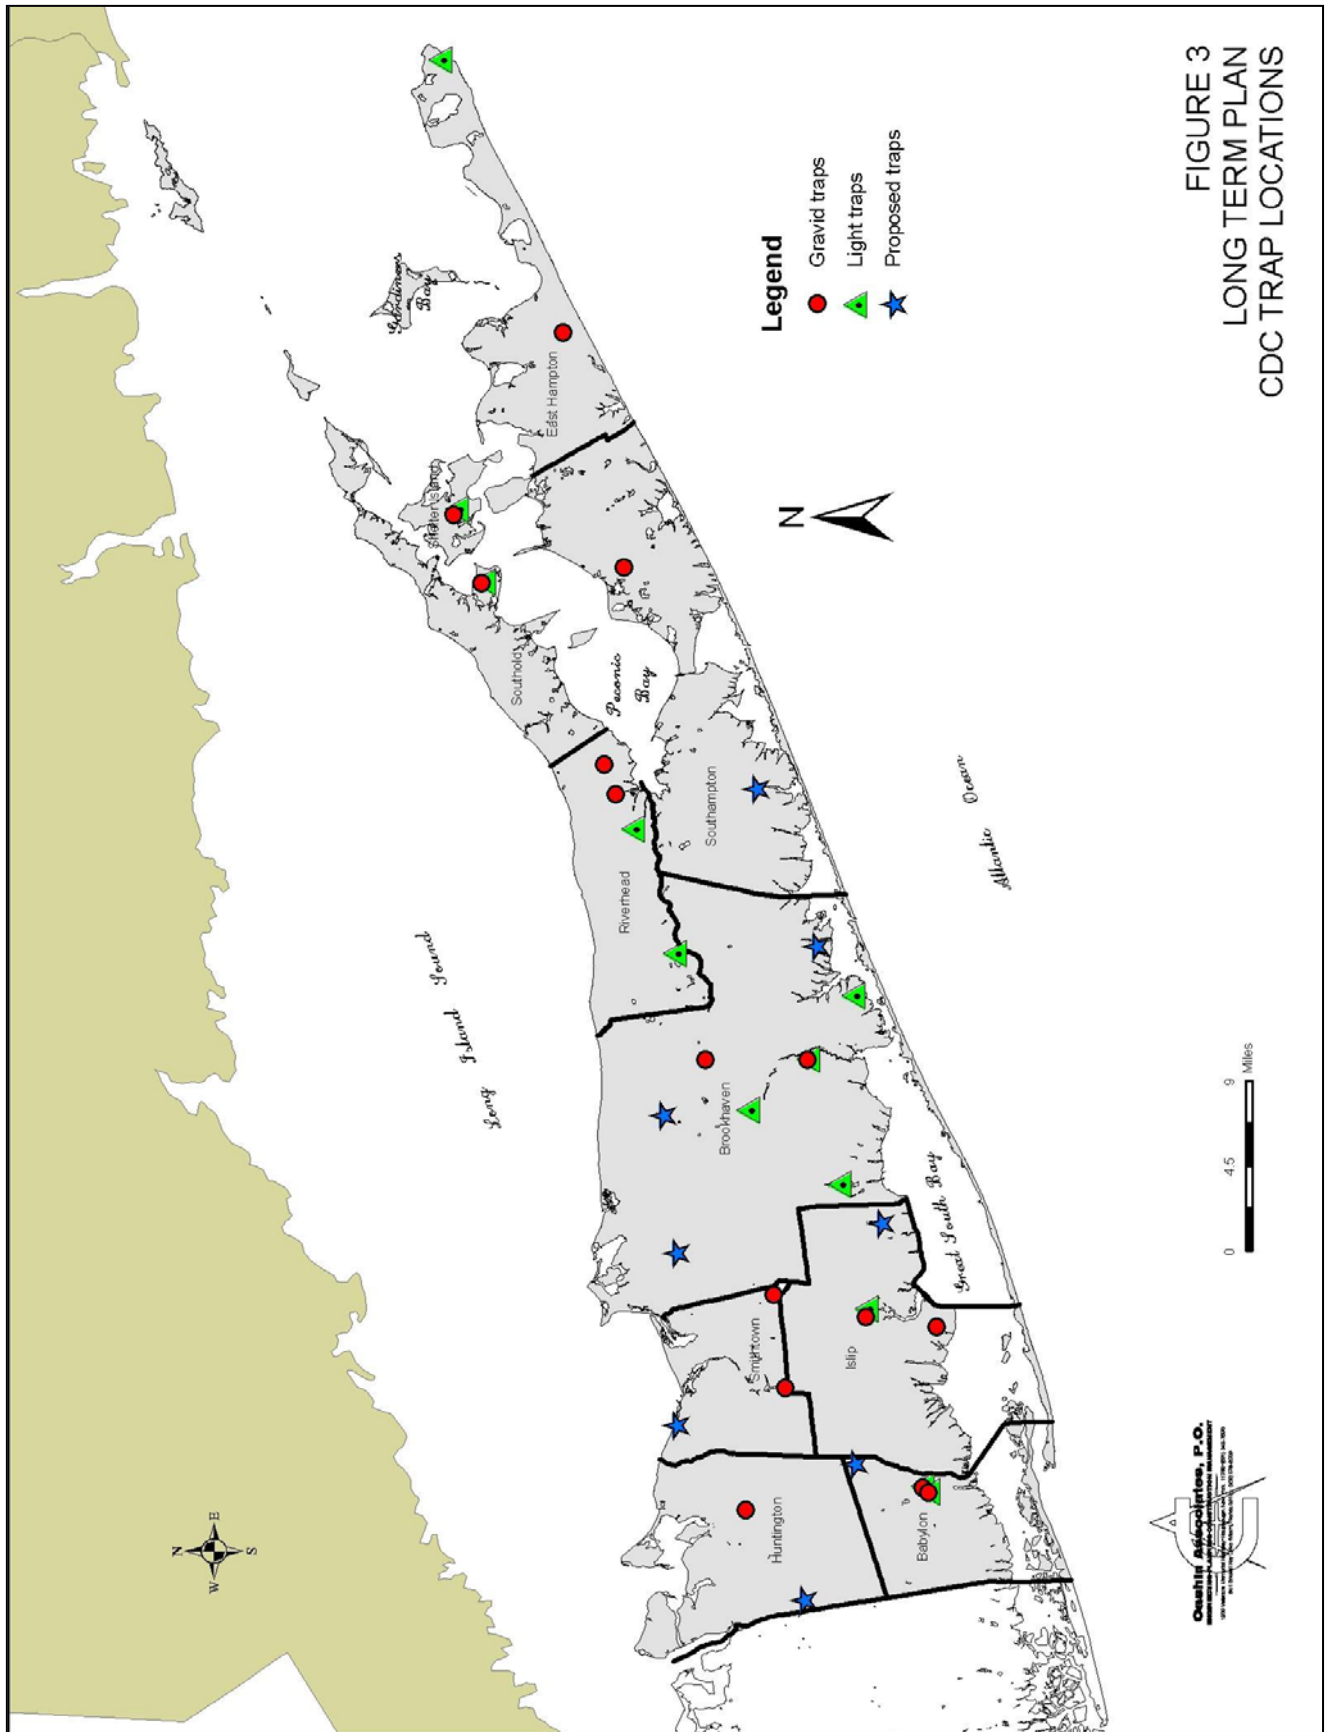 FIGURE 3
LONG TERM PLAN
CDC TRAP LOCATIONS
Legend
Gravid traps
Light traps
Proposed traps
N
N
W
E
S
Long Island Sound
Gardiners
Bay
Shelter Island
East Hampton
Southold
Peconic
Bay
Southampton
Riverhead
Brookhaven
Smithtown
Islip
Huntington
Babylon
Great South Bay
Atlantic Ocean
0 4.5 9
Miles
Cashin Associates, P.C.